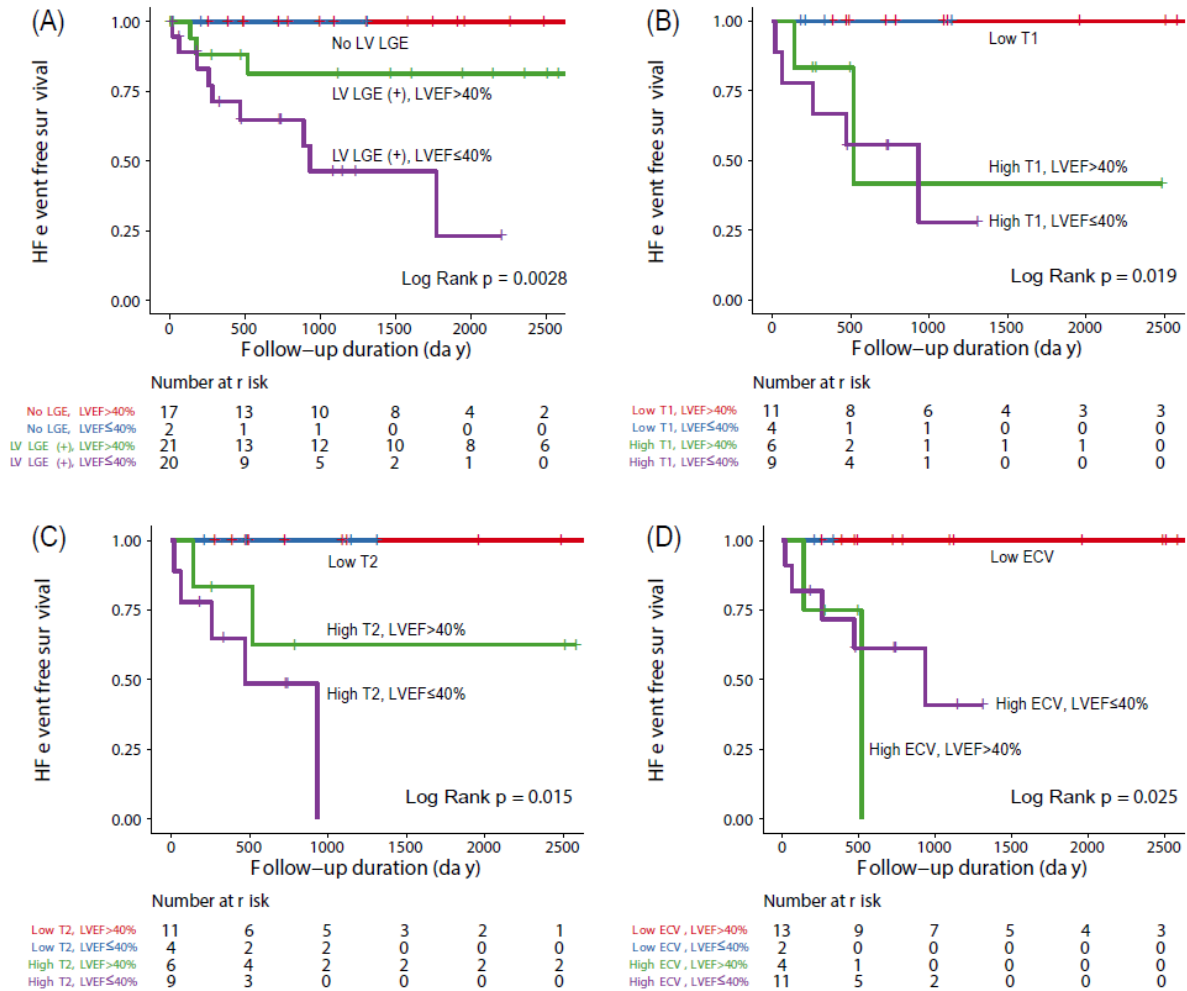 (A)
HF e vent free sur vival
1.00
0.75
0.50
0.25
0.00
No LV LGE
LV LGE (+), LVEF>40%
LV LGE (+), LVEF≤40%
Log Rank p = 0.0028
0 500 1000 1500 2000 2500
Follow−up duration (da y)
Number at r isk
No LGE, LVEF>40% 17 13 10 8 4 2
No LGE, LVEF≤40% 2 1 1 0 0 0
LV LGE (+), LVEF>40% 21 13 12 10 8 6
LV LGE (+), LVEF≤40% 20 9 5 2 1 0
(B)
HF e vent free sur vival
1.00
0.75
0.50
0.25
0.00
Low T1
High T1, LVEF>40%
High T1, LVEF≤40%
Log Rank p = 0.019
0 500 1000 1500 2000 2500
Follow−up duration (da y)
Number at r isk
Low T1, LVEF>40% 11 8 6 4 3 3
Low T1, LVEF≤40% 4 1 1 0 0 0
High T1, LVEF>40% 6 2 1 1 1 0
High T1, LVEF≤40% 9 4 1 0 0 0
(C)
HF e vent free sur vival
1.00
0.75
0.50
0.25
0.00
Low T2
High T2, LVEF>40%
High T2, LVEF≤40%
Log Rank p = 0.015
0 500 1000 1500 2000 2500
Follow−up duration (da y)
Number at r isk
Low T2, LVEF>40% 11 6 5 3 2 1
Low T2, LVEF≤40% 4 2 2 0 0 0
High T2, LVEF>40% 6 4 2 2 2 2
High T2, LVEF≤40% 9 3 0 0 0 0
(D)
HF e vent free sur vival
1.00
0.75
0.50
0.25
0.00
Low ECV
High ECV, LVEF≤40%
High ECV, LVEF>40%
Log Rank p = 0.025
0 500 1000 1500 2000 2500
Follow−up duration (da y)
Number at r isk
Low ECV , LVEF>40% 13 9 7 5 4 3
Low ECV , LVEF≤40% 2 0 0 0 0 0
High ECV , LVEF>40% 4 1 0 0 0 0
High ECV , LVEF≤40% 11 5 2 0 0 0